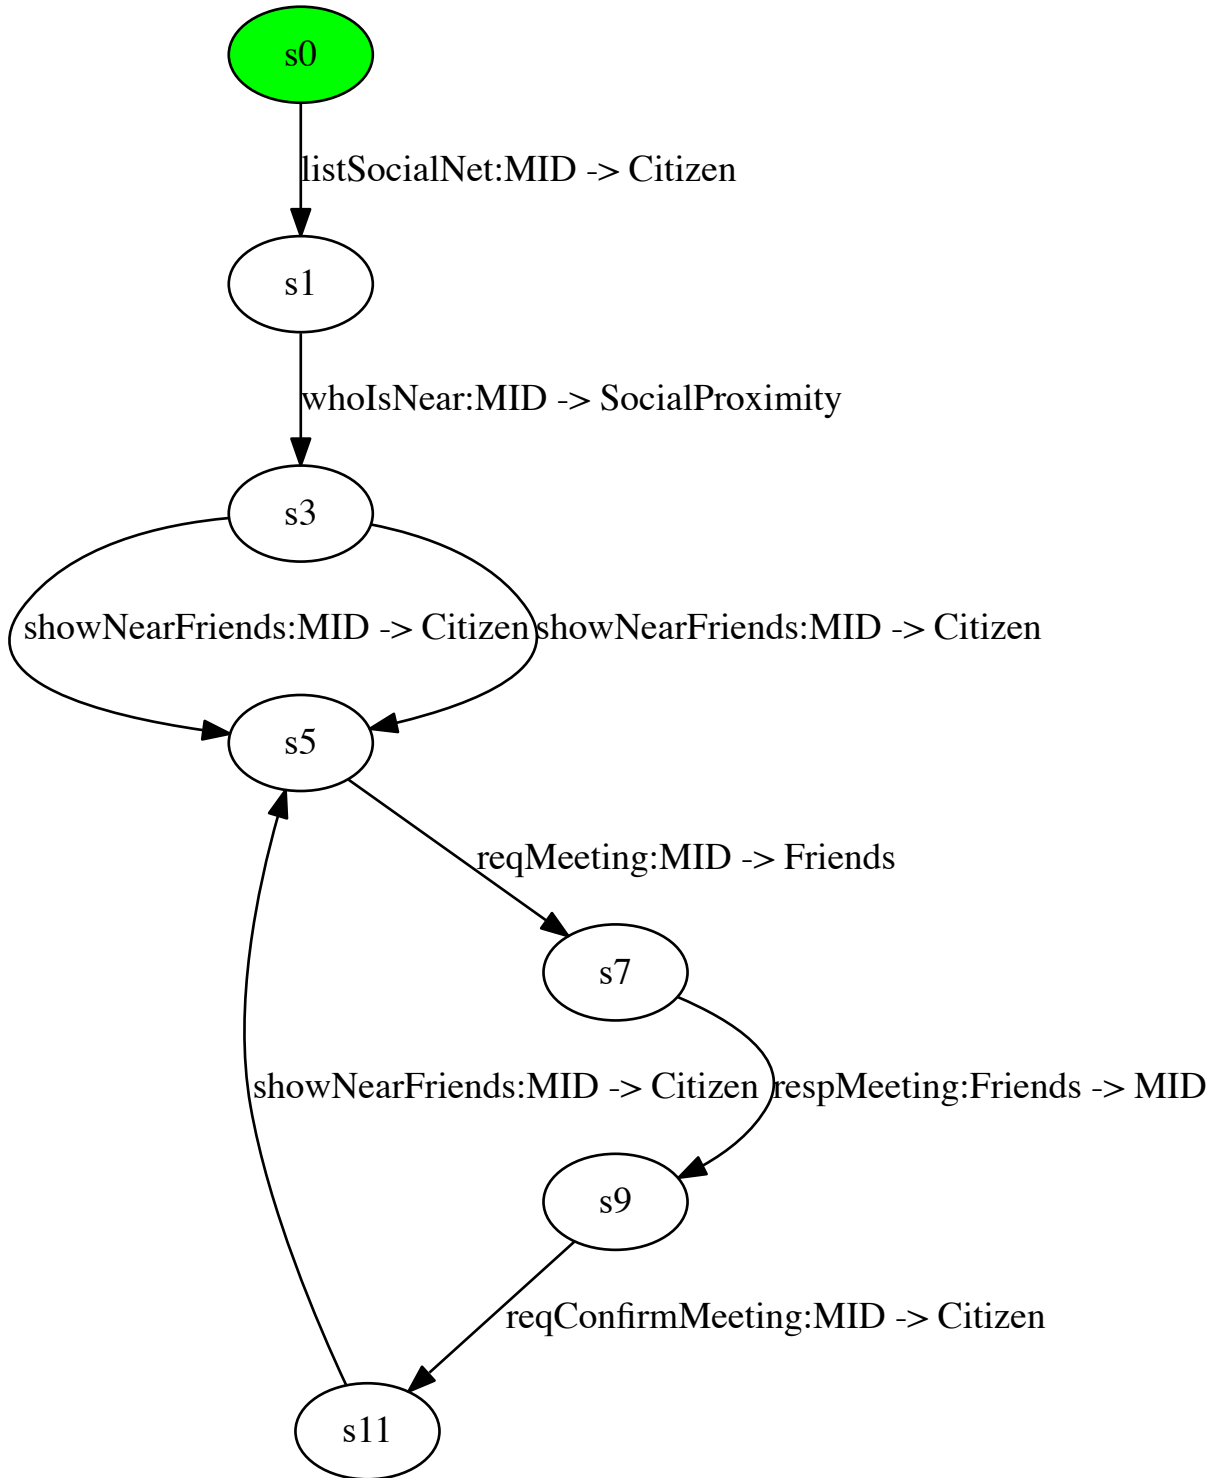 s0
listSocialNet:MID -> Citizen
s1
whoIsNear:MID -> SocialProximity
s3
showNearFriends:MID -> Citizen
showNearFriends:MID -> Citizen
s5
reqMeeting:MID -> Friends
s7
showNearFriends:MID -> Citizen
respMeeting:Friends -> MID
s9
reqConfirmMeeting:MID -> Citizen
s11